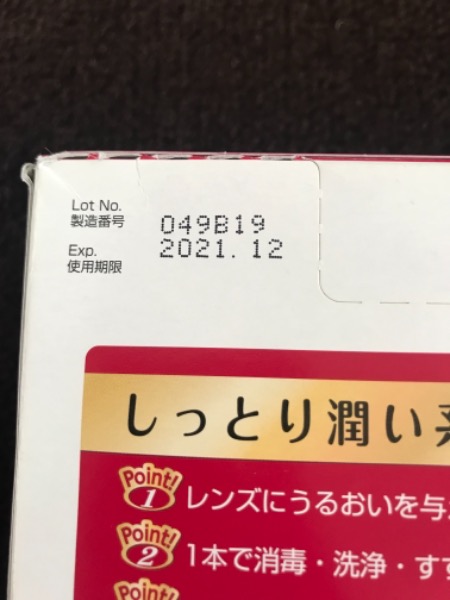 Lot No.
製造番号 049B19
Exp.
使用期限 2021.12
しっとり潤い
Point! 1 レンズにうるおいを与
Point! 2 1本で消毒・洗浄・すす
Point!